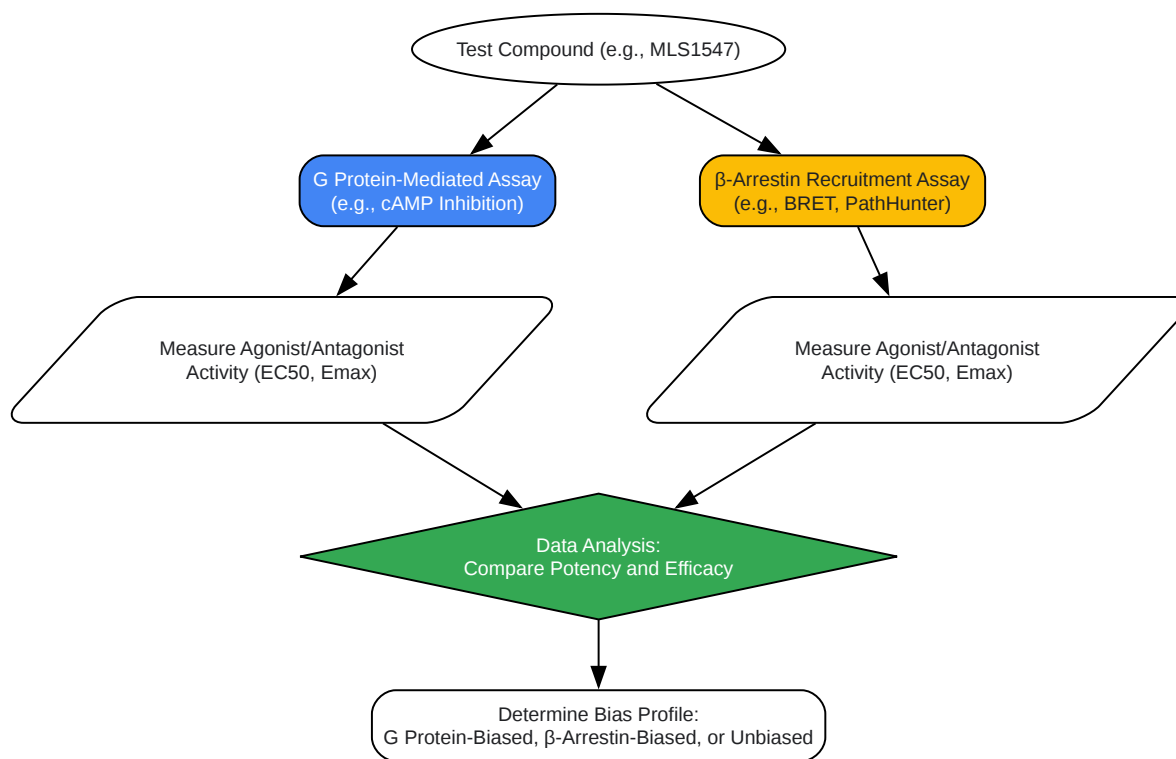 Test Compound (e.g., MLS1547)
G Protein-Mediated Assay
(e.g., cAMP Inhibition)
β-Arrestin Recruitment Assay
(e.g., BRET, PathHunter)
Measure Agonist/Antagonist
Activity (EC50, Emax)
Measure Agonist/Antagonist
Activity (EC50, Emax)
Data Analysis:
Compare Potency and Efficacy
Determine Bias Profile:
G Protein-Biased, β-Arrestin-Biased, or Unbiased